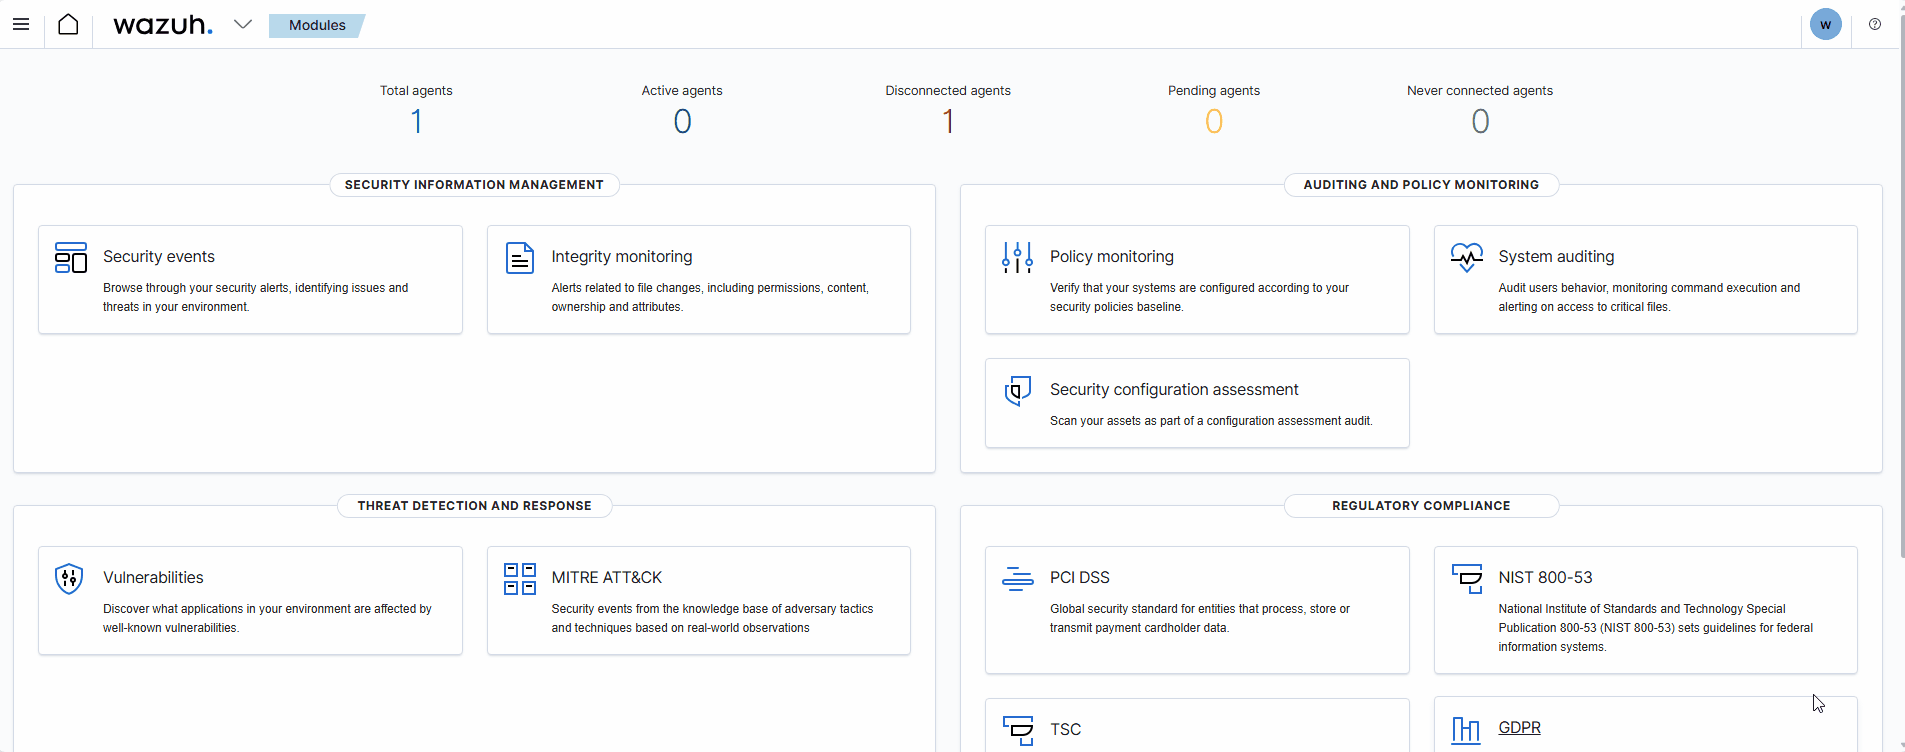 wazuh.
Modules
w
Total agents
1
Active agents
0
Disconnected agents
1
Pending agents
0
Never connected agents
0
SECURITY INFORMATION MANAGEMENT
Security events
Browse through your security alerts, identifying issues and
threats in your environment.
Integrity monitoring
Alerts related to file changes, including permissions, content,
ownership and attributes.
AUDITING AND POLICY MONITORING
Policy monitoring
Verify that your systems are configured according to your
security policies baseline.
System auditing
Audit users behavior, monitoring command execution and
alerting on access to critical files.
Security configuration assessment
Scan your assets as part of a configuration assessment audit.
THREAT DETECTION AND RESPONSE
Vulnerabilities
Discover what applications in your environment are affected by
well-known vulnerabilities.
MITRE ATT&CK
Security events from the knowledge base of adversary tactics
and techniques based on real-world observations
REGULATORY COMPLIANCE
PCI DSS
Global security standard for entities that process, store or
transmit payment cardholder data.
NIST 800-53
National Institute of Standards and Technology Special
Publication 800-53 (NIST 800-53) sets guidelines for federal
information systems.
TSC
GDPR